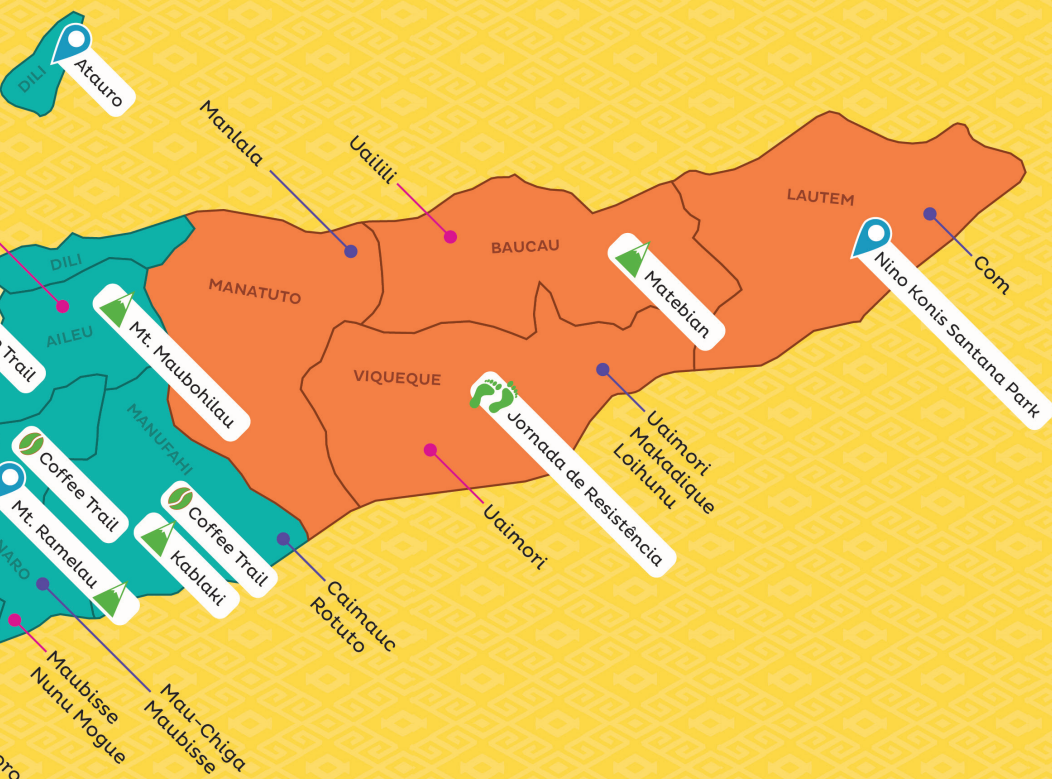 DILI
Atauro
Manlala
Uailili
LAUTEM
DILI
BAUCAU
MANATUTO
Matebian
Nino Konis Santana Park
Com
AILEU
Mt. Maubohilau
Trail
VIQUEQUE
MANUFAHI
Jornada de Resistência
Uaimori
Makadique
Loihunu
Coffee Trail
Coffee Trail
Mt. Ramelau
Kablaki
Uaimori
Caimauc
Rotuto
Maubisse
Nunu Mogue
Mau-Chiga
Maubisse